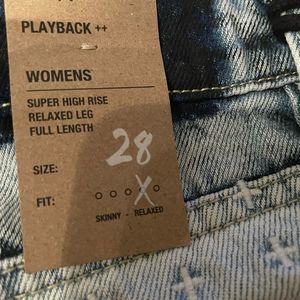 PLAYBACK ++
WOMENS
SUPER HIGH RISE
RELAXED LEG
FULL LENGTH
SIZE: 28
FIT: X
SKINNY - RELAXED